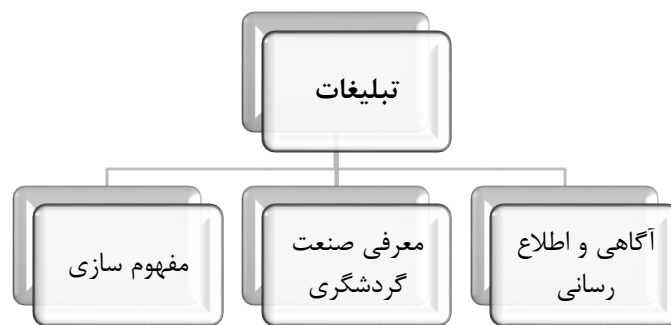 تبلیغات
آگاهی و اطلاع
رسانی
معرفی صنعت
گردشگری
مفهوم سازی